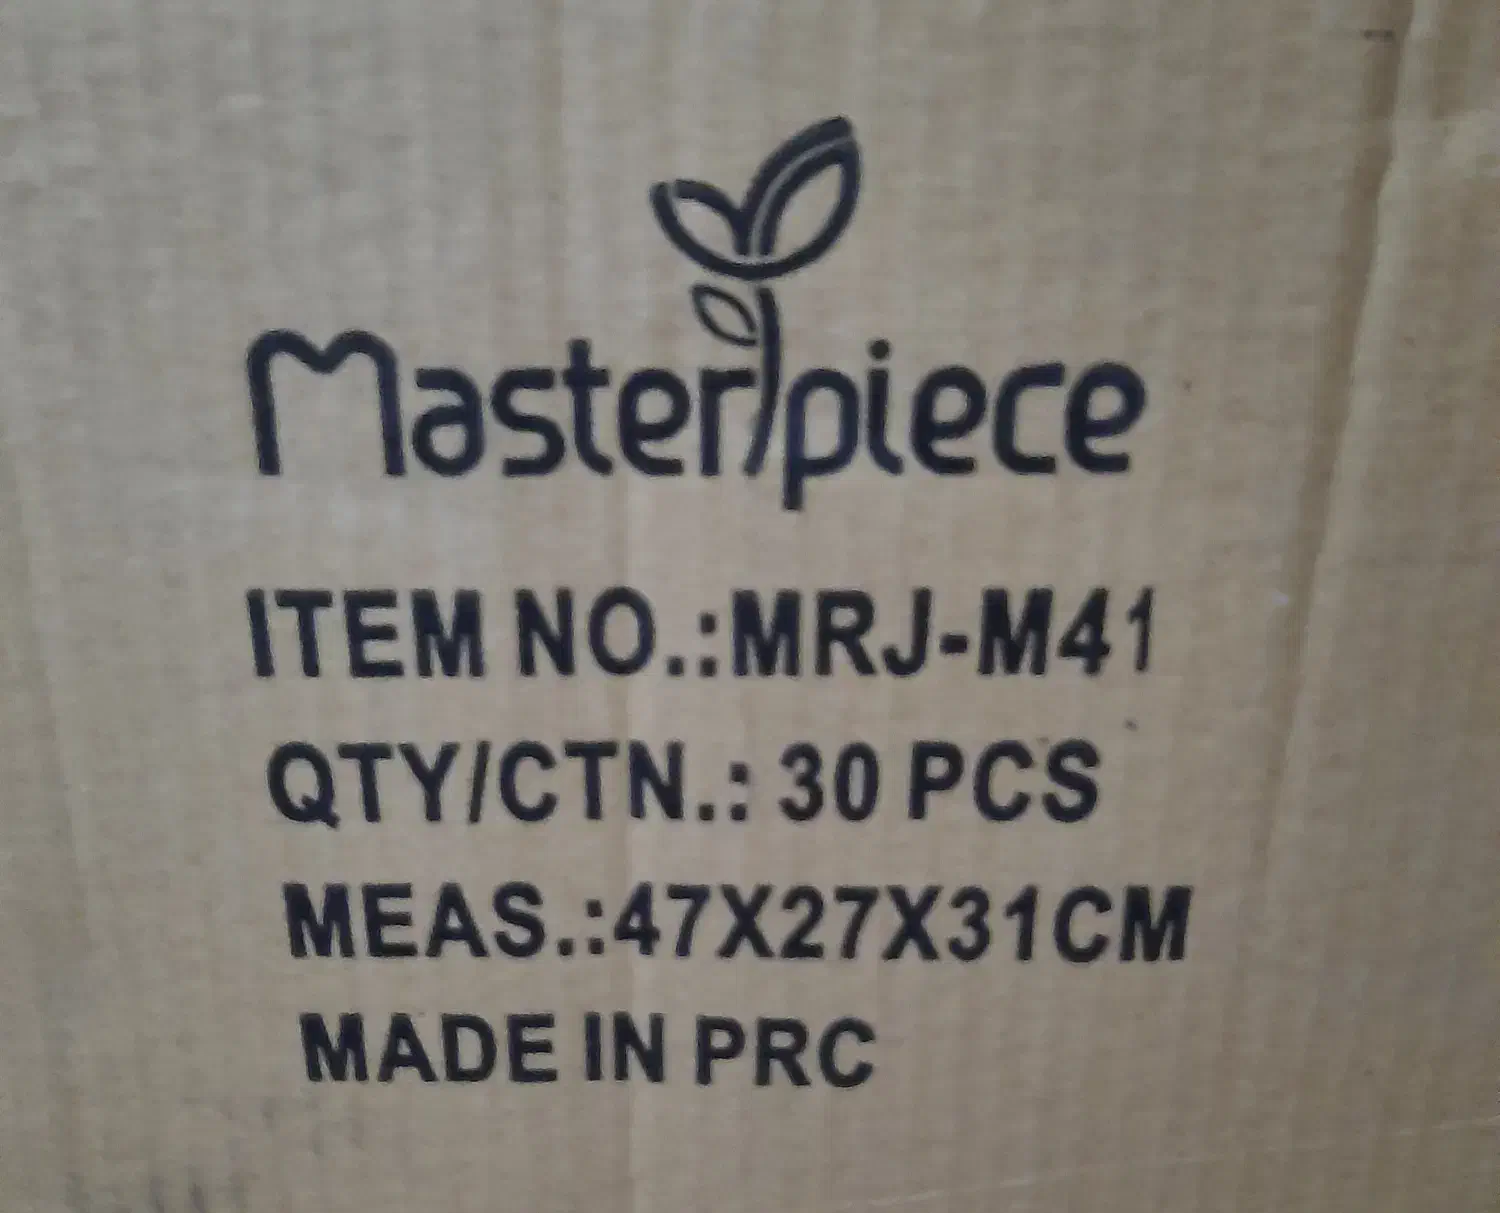 Masterpiece
ITEM NO.:MRJ-M41
QTY/CTN.: 30 PCS
MEAS.:47X27X31CM
MADE IN PRC